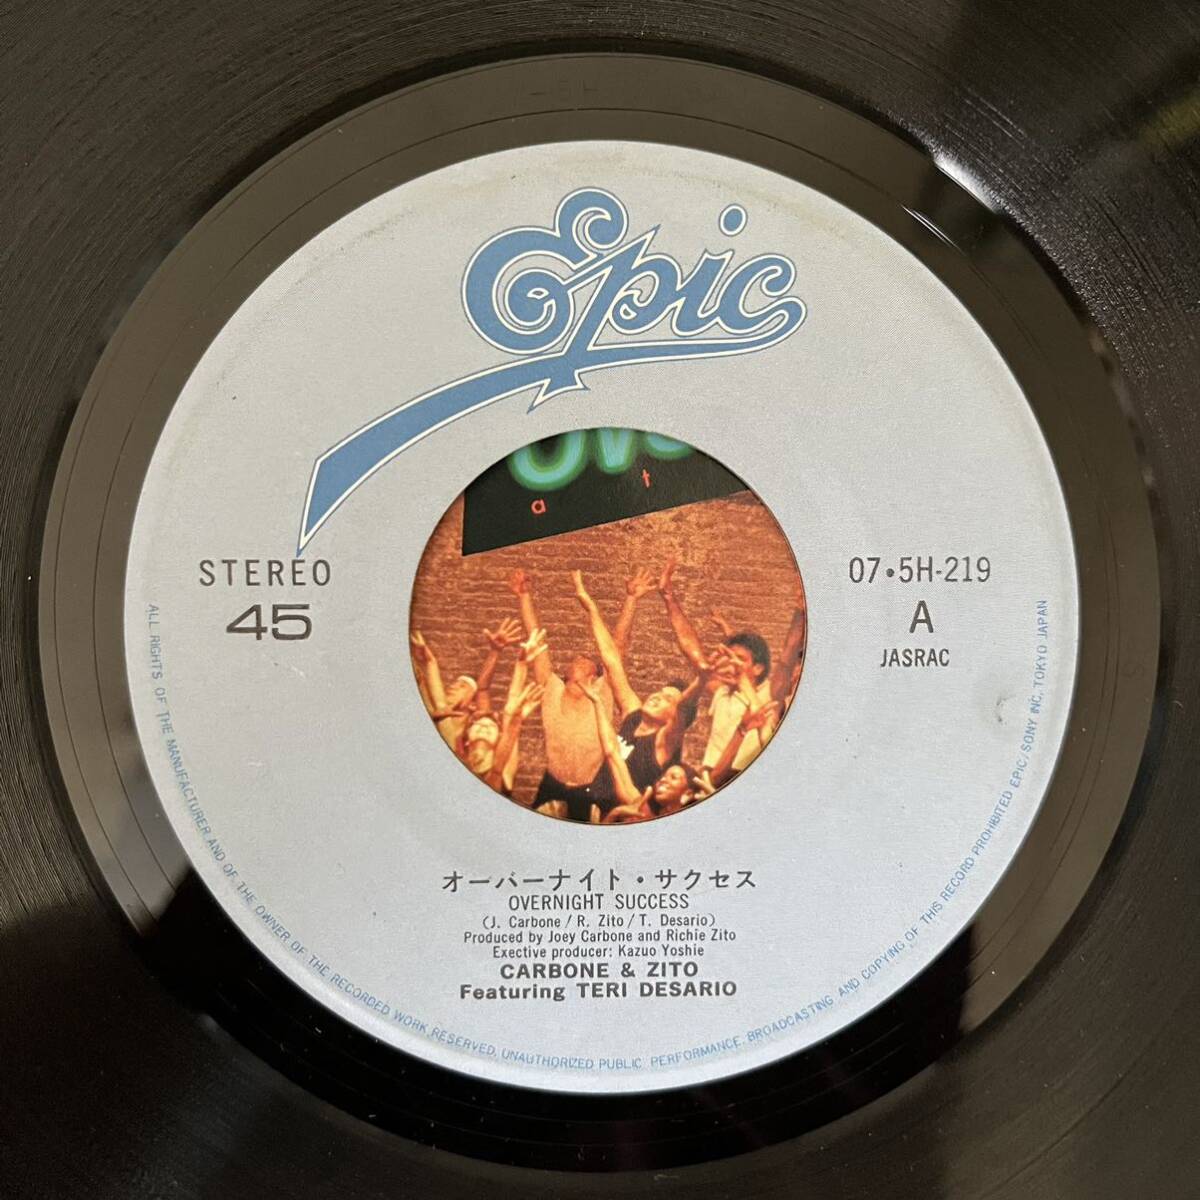 Epic
Ove
a t
STEREO
45
07・5H-219
A
JASRAC
オーバーナイト・サクセス
OVERNIGHT SUCCESS
(J. Carbone / R. Zito / T. Desario)
Produced by Joey Carbone and Richie Zito
Exective producer: Kazuo Yoshie
CARBONE & ZITO
Featuring TERI DESARIO
ALL RIGHTS OF THE MANUFACTURER AND OF THE OWNER OF THE RECORDED WORK RESERVED. UNAUTHORIZED PUBLIC PERFORMANCE, BROADCASTING AND COPYING OF THIS RECORD PROHIBITED EPIC/SONY INC. TOKYO JAPAN